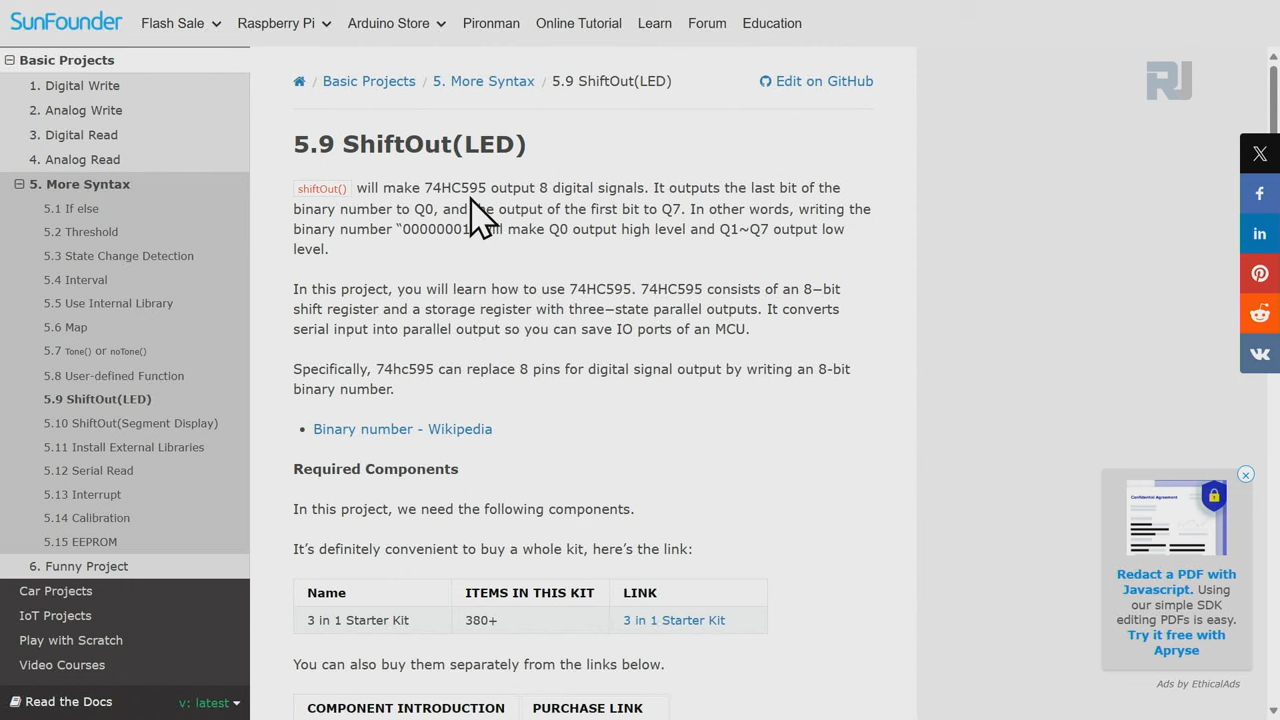 SunFounder
Flash Sale
Raspberry Pi
Arduino Store
Pironman
Online Tutorial
Learn
Forum
Education
Basic Projects
1. Digital Write
2. Analog Write
3. Digital Read
4. Analog Read
5. More Syntax
5.1 If else
5.2 Threshold
5.3 State Change Detection
5.4 Interval
5.5 Use Internal Library
5.6 Map
5.7 Tone() or noTone()
5.8 User-defined Function
5.9 ShiftOut(LED)
5.10 ShiftOut(Segment Display)
5.11 Install External Libraries
5.12 Serial Read
5.13 Interrupt
5.14 Calibration
5.15 EEPROM
6. Funny Project
Car Projects
IoT Projects
Play with Scratch
Video Courses
Read the Docs
v: latest
/ Basic Projects / 5. More Syntax / 5.9 ShiftOut(LED)
Edit on GitHub
5.9 ShiftOut(LED)
shiftOut() will make 74HC595 output 8 digital signals. It outputs the last bit of the
binary number to Q0, and the output of the first bit to Q7. In other words, writing the
binary number “00000001 will make Q0 output high level and Q1~Q7 output low
level.
In this project, you will learn how to use 74HC595. 74HC595 consists of an 8−bit
shift register and a storage register with three−state parallel outputs. It converts
serial input into parallel output so you can save IO ports of an MCU.
Specifically, 74hc595 can replace 8 pins for digital signal output by writing an 8-bit
binary number.
• Binary number - Wikipedia
Required Components
In this project, we need the following components.
It’s definitely convenient to buy a whole kit, here’s the link:
Name ITEMS IN THIS KIT LINK
3 in 1 Starter Kit 380+ 3 in 1 Starter Kit
You can also buy them separately from the links below.
COMPONENT INTRODUCTION PURCHASE LINK
RJ
Confidential Agreement
Redact a PDF with
Javascript. Using
our simple SDK
editing PDFs is easy.
Try it free with
Apryse
Ads by EthicalAds